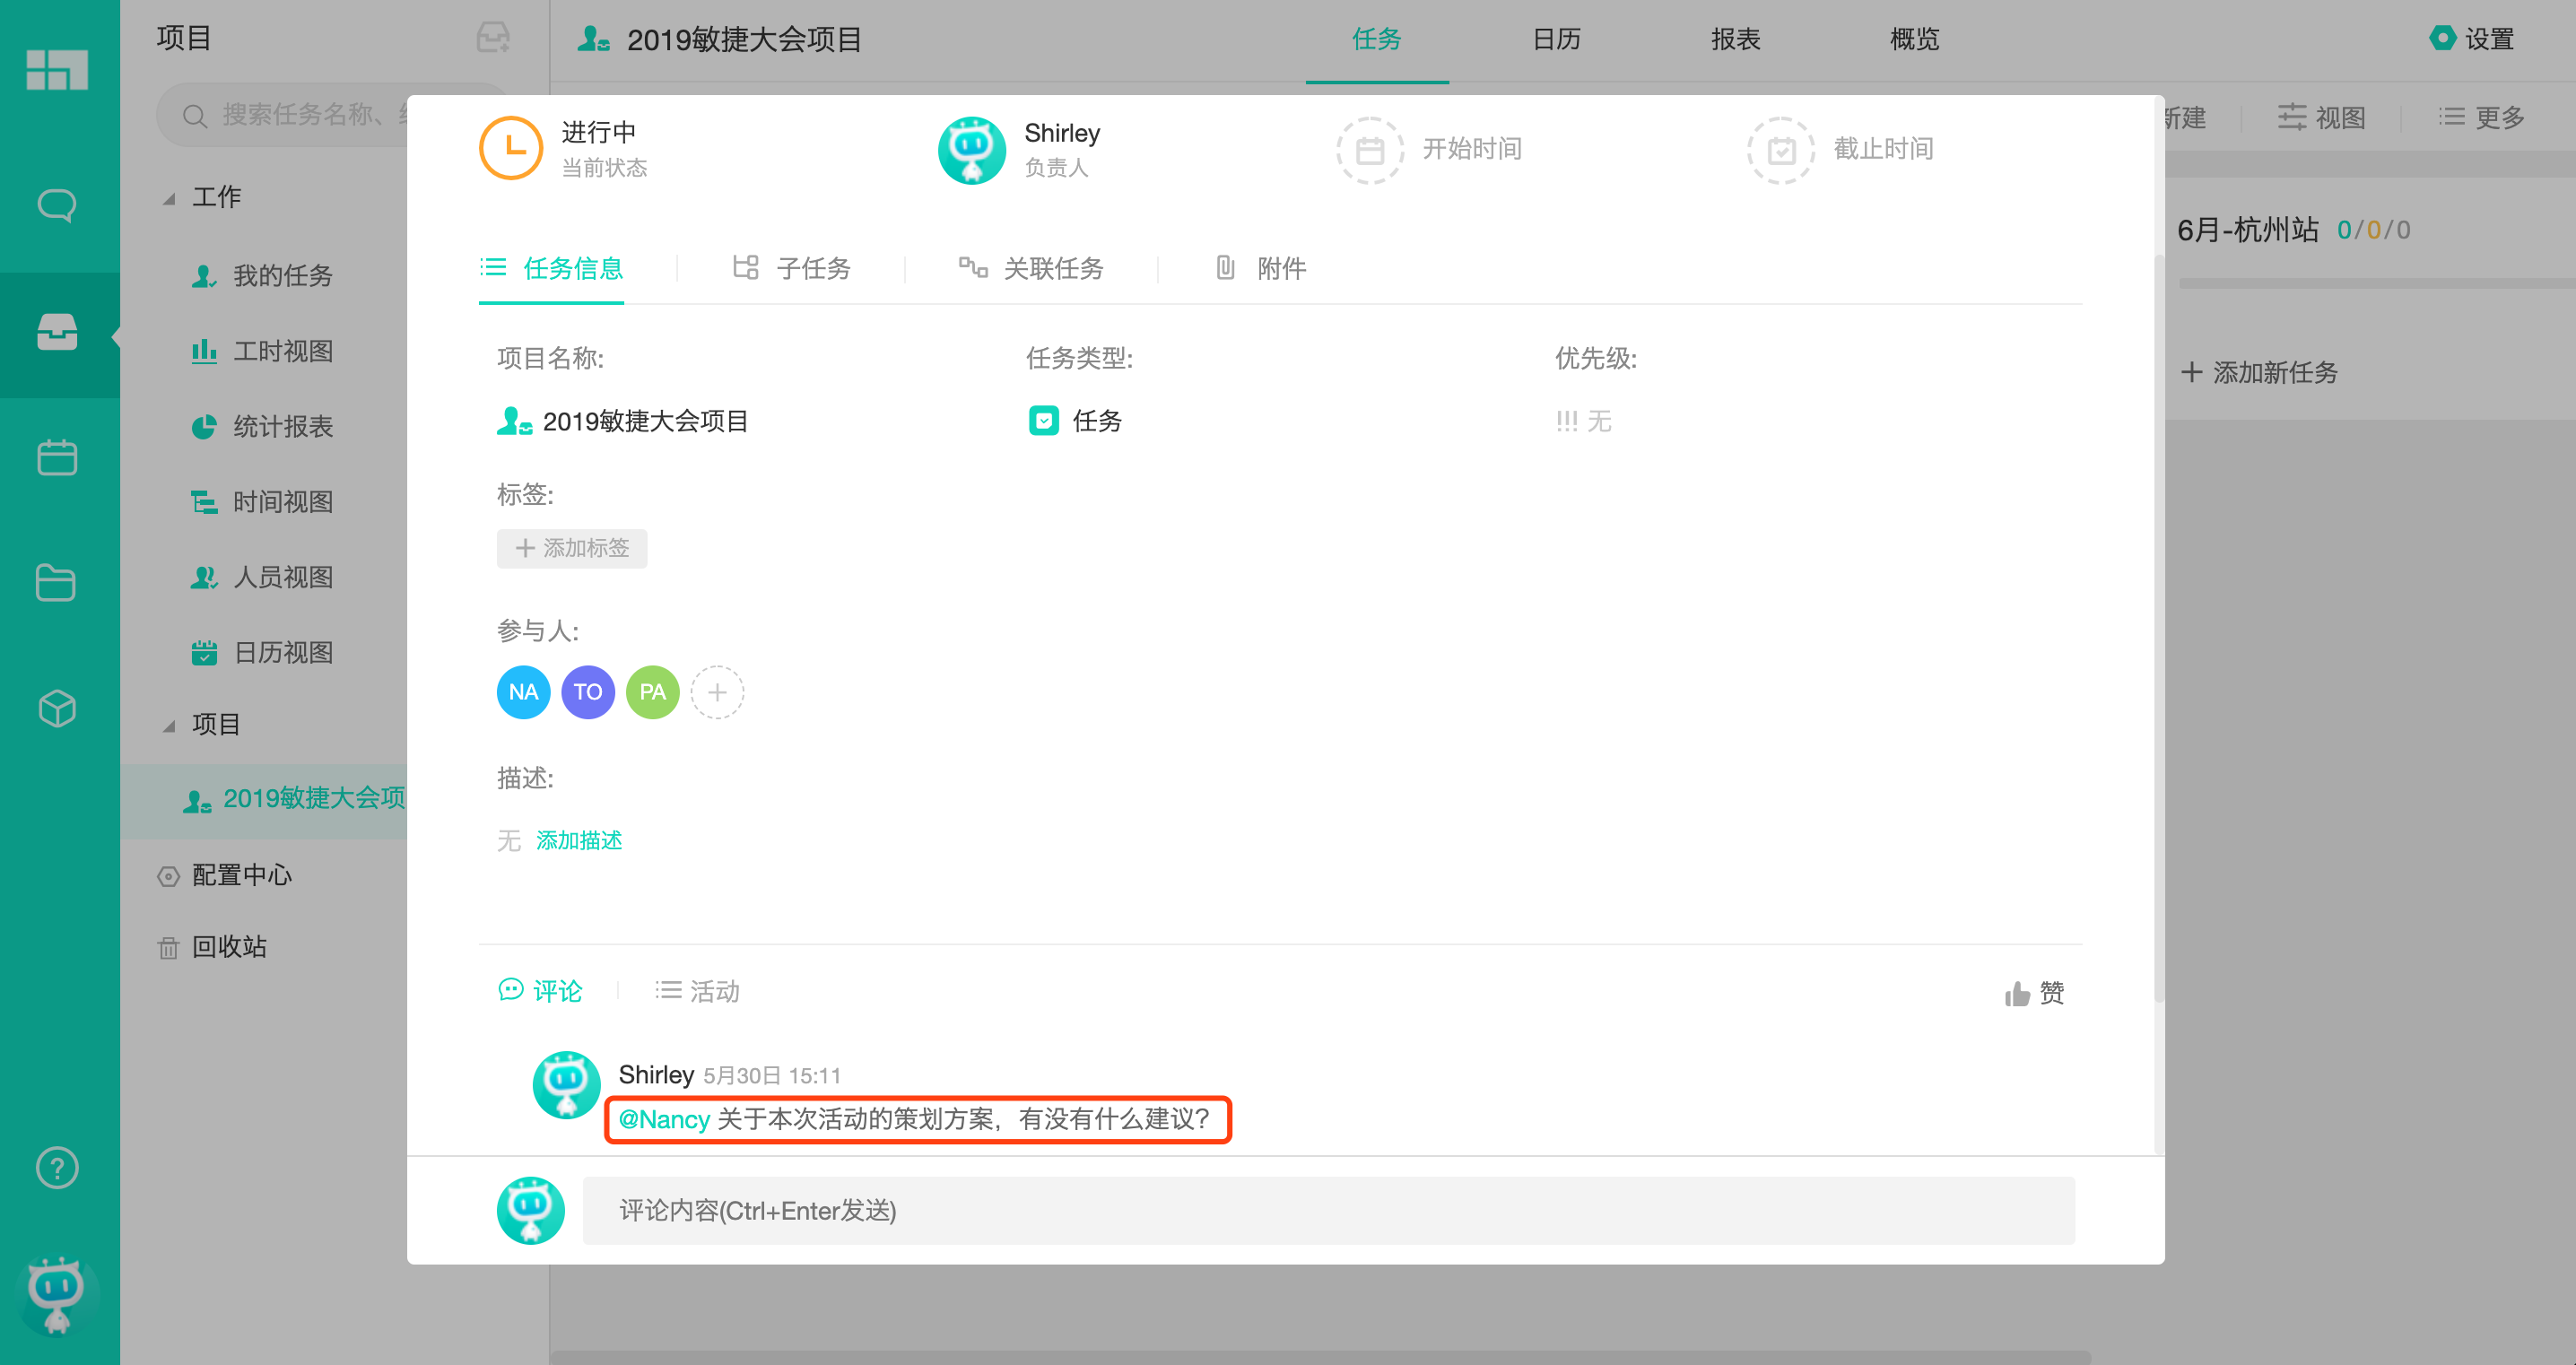 项目
搜索任务名称、
工作
我的任务
工时视图
统计报表
时间视图
人员视图
日历视图
项目
2019敏捷大会项
配置中心
回收站
2019敏捷大会项目
任务
日历
报表
概览
设置
新建
视图
更多
6月-杭州站 0/0/0
添加新任务
进行中
当前状态
Shirley
负责人
开始时间
截止时间
任务信息
子任务
关联任务
附件
项目名称:
任务类型:
优先级:
2019敏捷大会项目
任务
!!! 无
标签:
+ 添加标签
参与人:
NA TO PA
描述:
无 添加描述
评论
活动
赞
Shirley 5月30日 15:11
@Nancy 关于本次活动的策划方案，有没有什么建议？
评论内容(Ctrl+Enter发送)